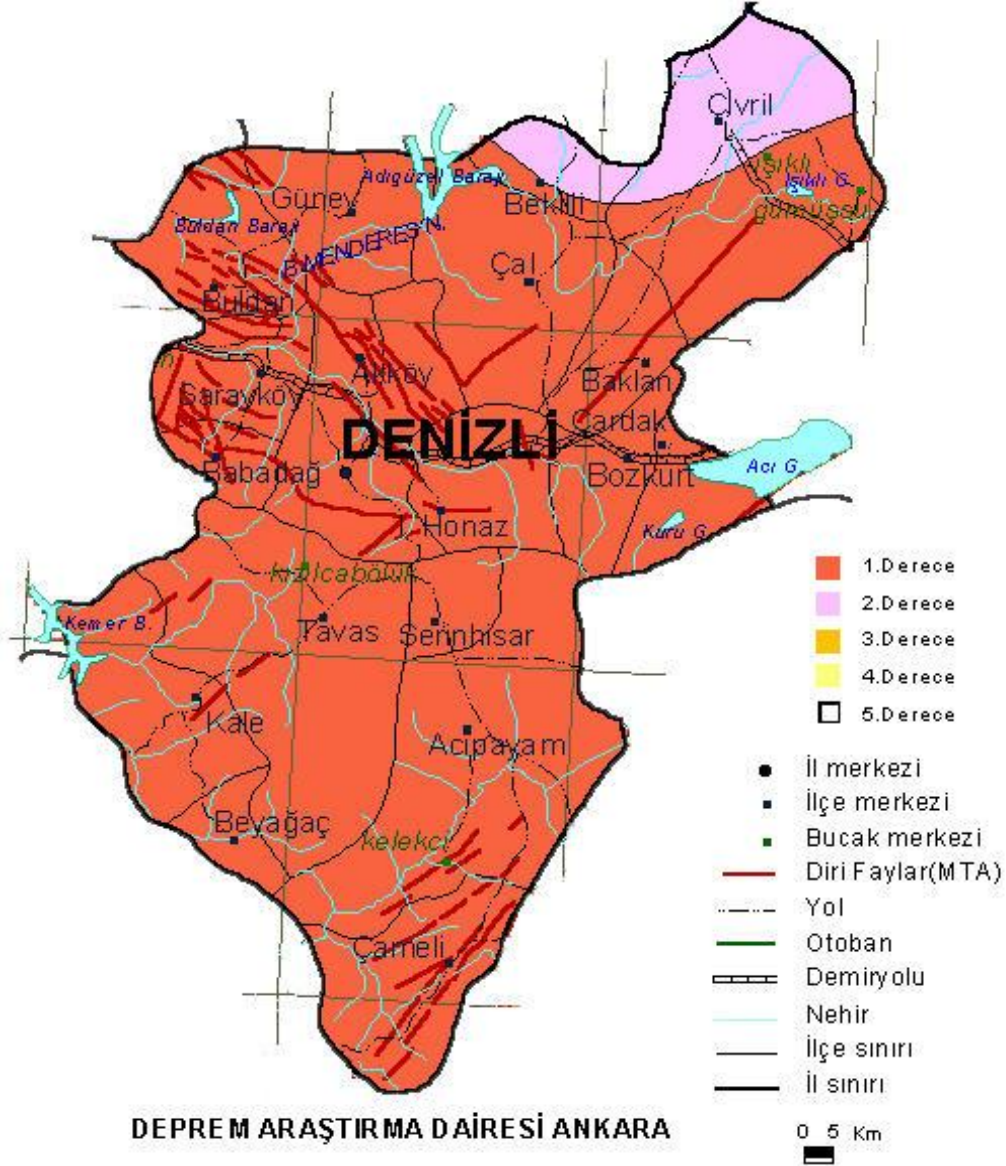 Çivril
Işıklı
Işıklı G.
gümüşsu
Adıgüzel Barajı
Güney
Bekilli
Buldan Barajı
B.MENDERES N.
Çal
Buldan
Akköy
Baklan
Sarayköy
Çardak
DENİZLİ
Babadağ
Bozkurt
Acı G.
Honaz
Kuru G.
kızılcabölük
Kemer B.
Tavas
Serinhisar
Kale
Acıpayam
Beyağaç
kelekçi
Çameli
1.Derece
2.Derece
3.Derece
4.Derece
5.Derece
İl merkezi
İlçe merkezi
Bucak merkezi
Diri Faylar(MTA)
Yol
Otoban
Demiryolu
Nehir
İlçe sınırı
İl sınırı
DEPREM ARAŞTIRMA DAİRESİ ANKARA
0 5 Km